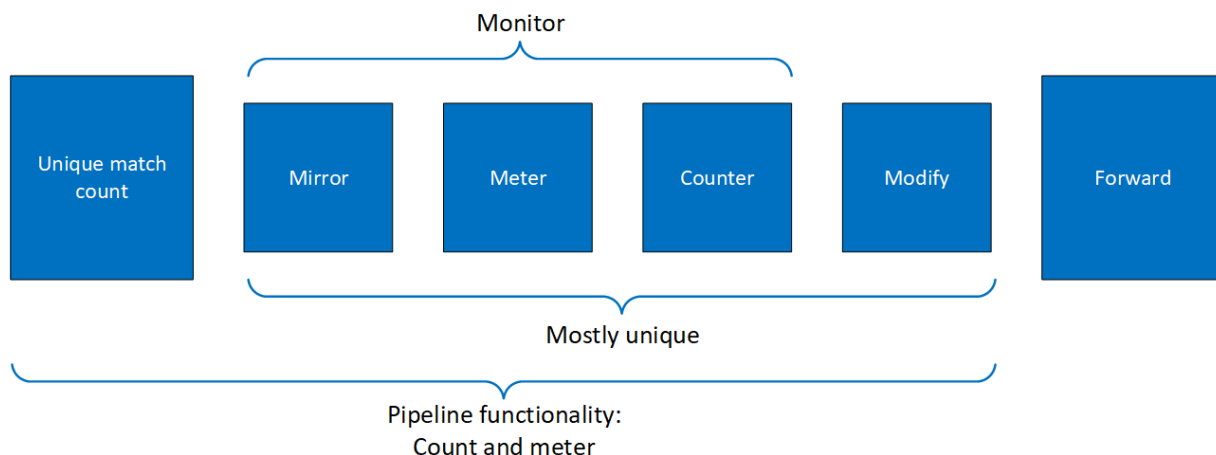 Monitor
Unique match
count
Mirror
Meter
Counter
Modify
Forward
Mostly unique
Pipeline functionality:
Count and meter